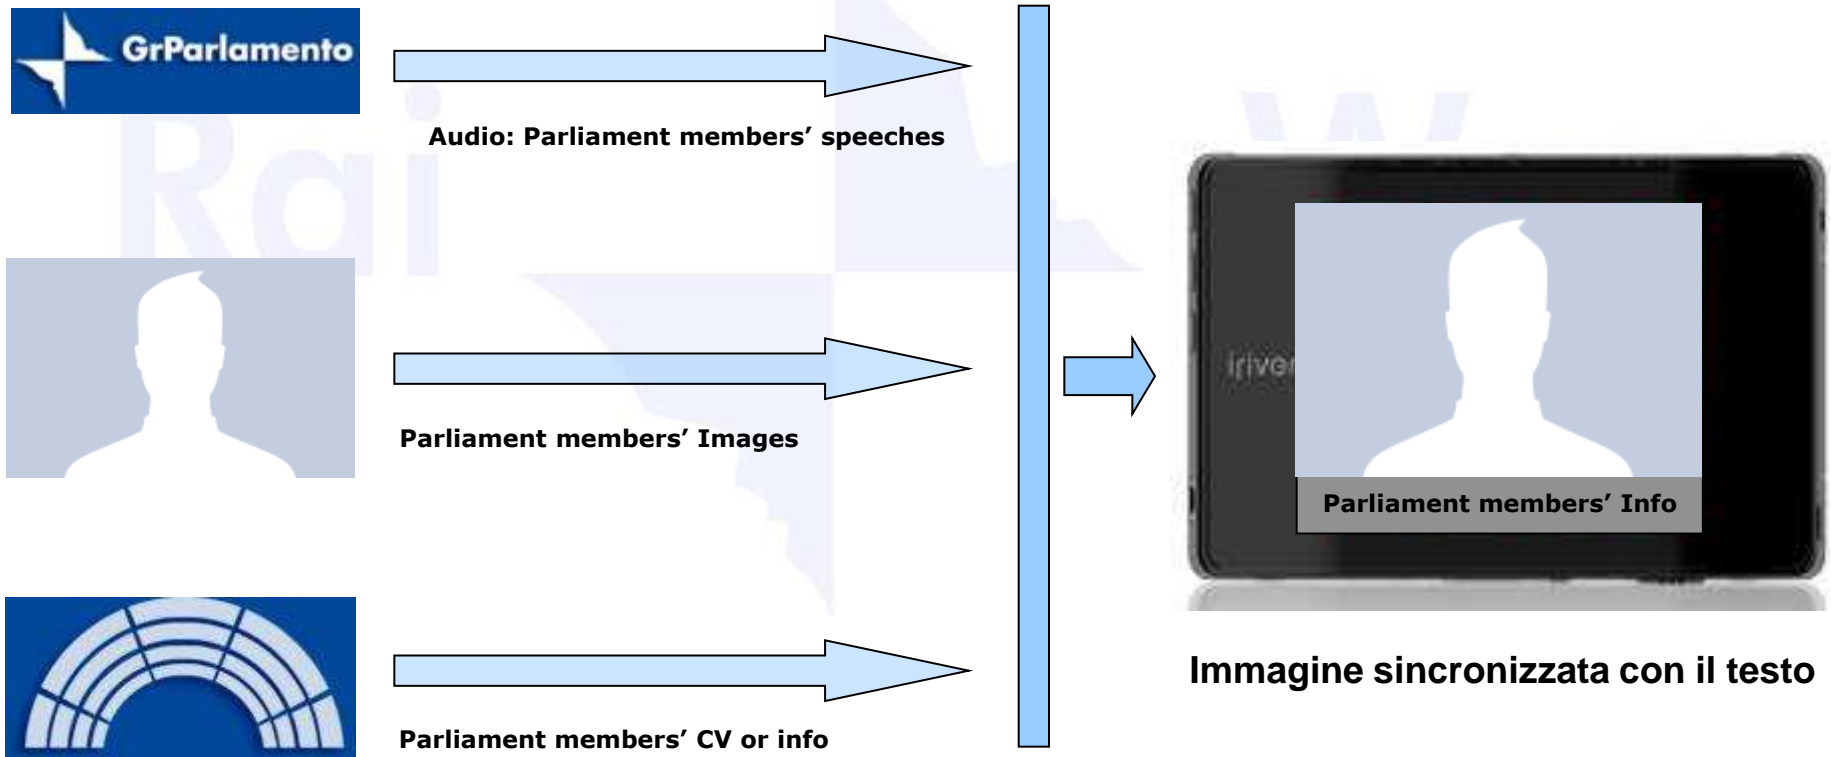 GrParlamento
Audio: Parliament members’ speeches
Rai
W
iriver
Parliament members’ Images
Parliament members’ Info
Immagine sincronizzata con il testo
Parliament members’ CV or info